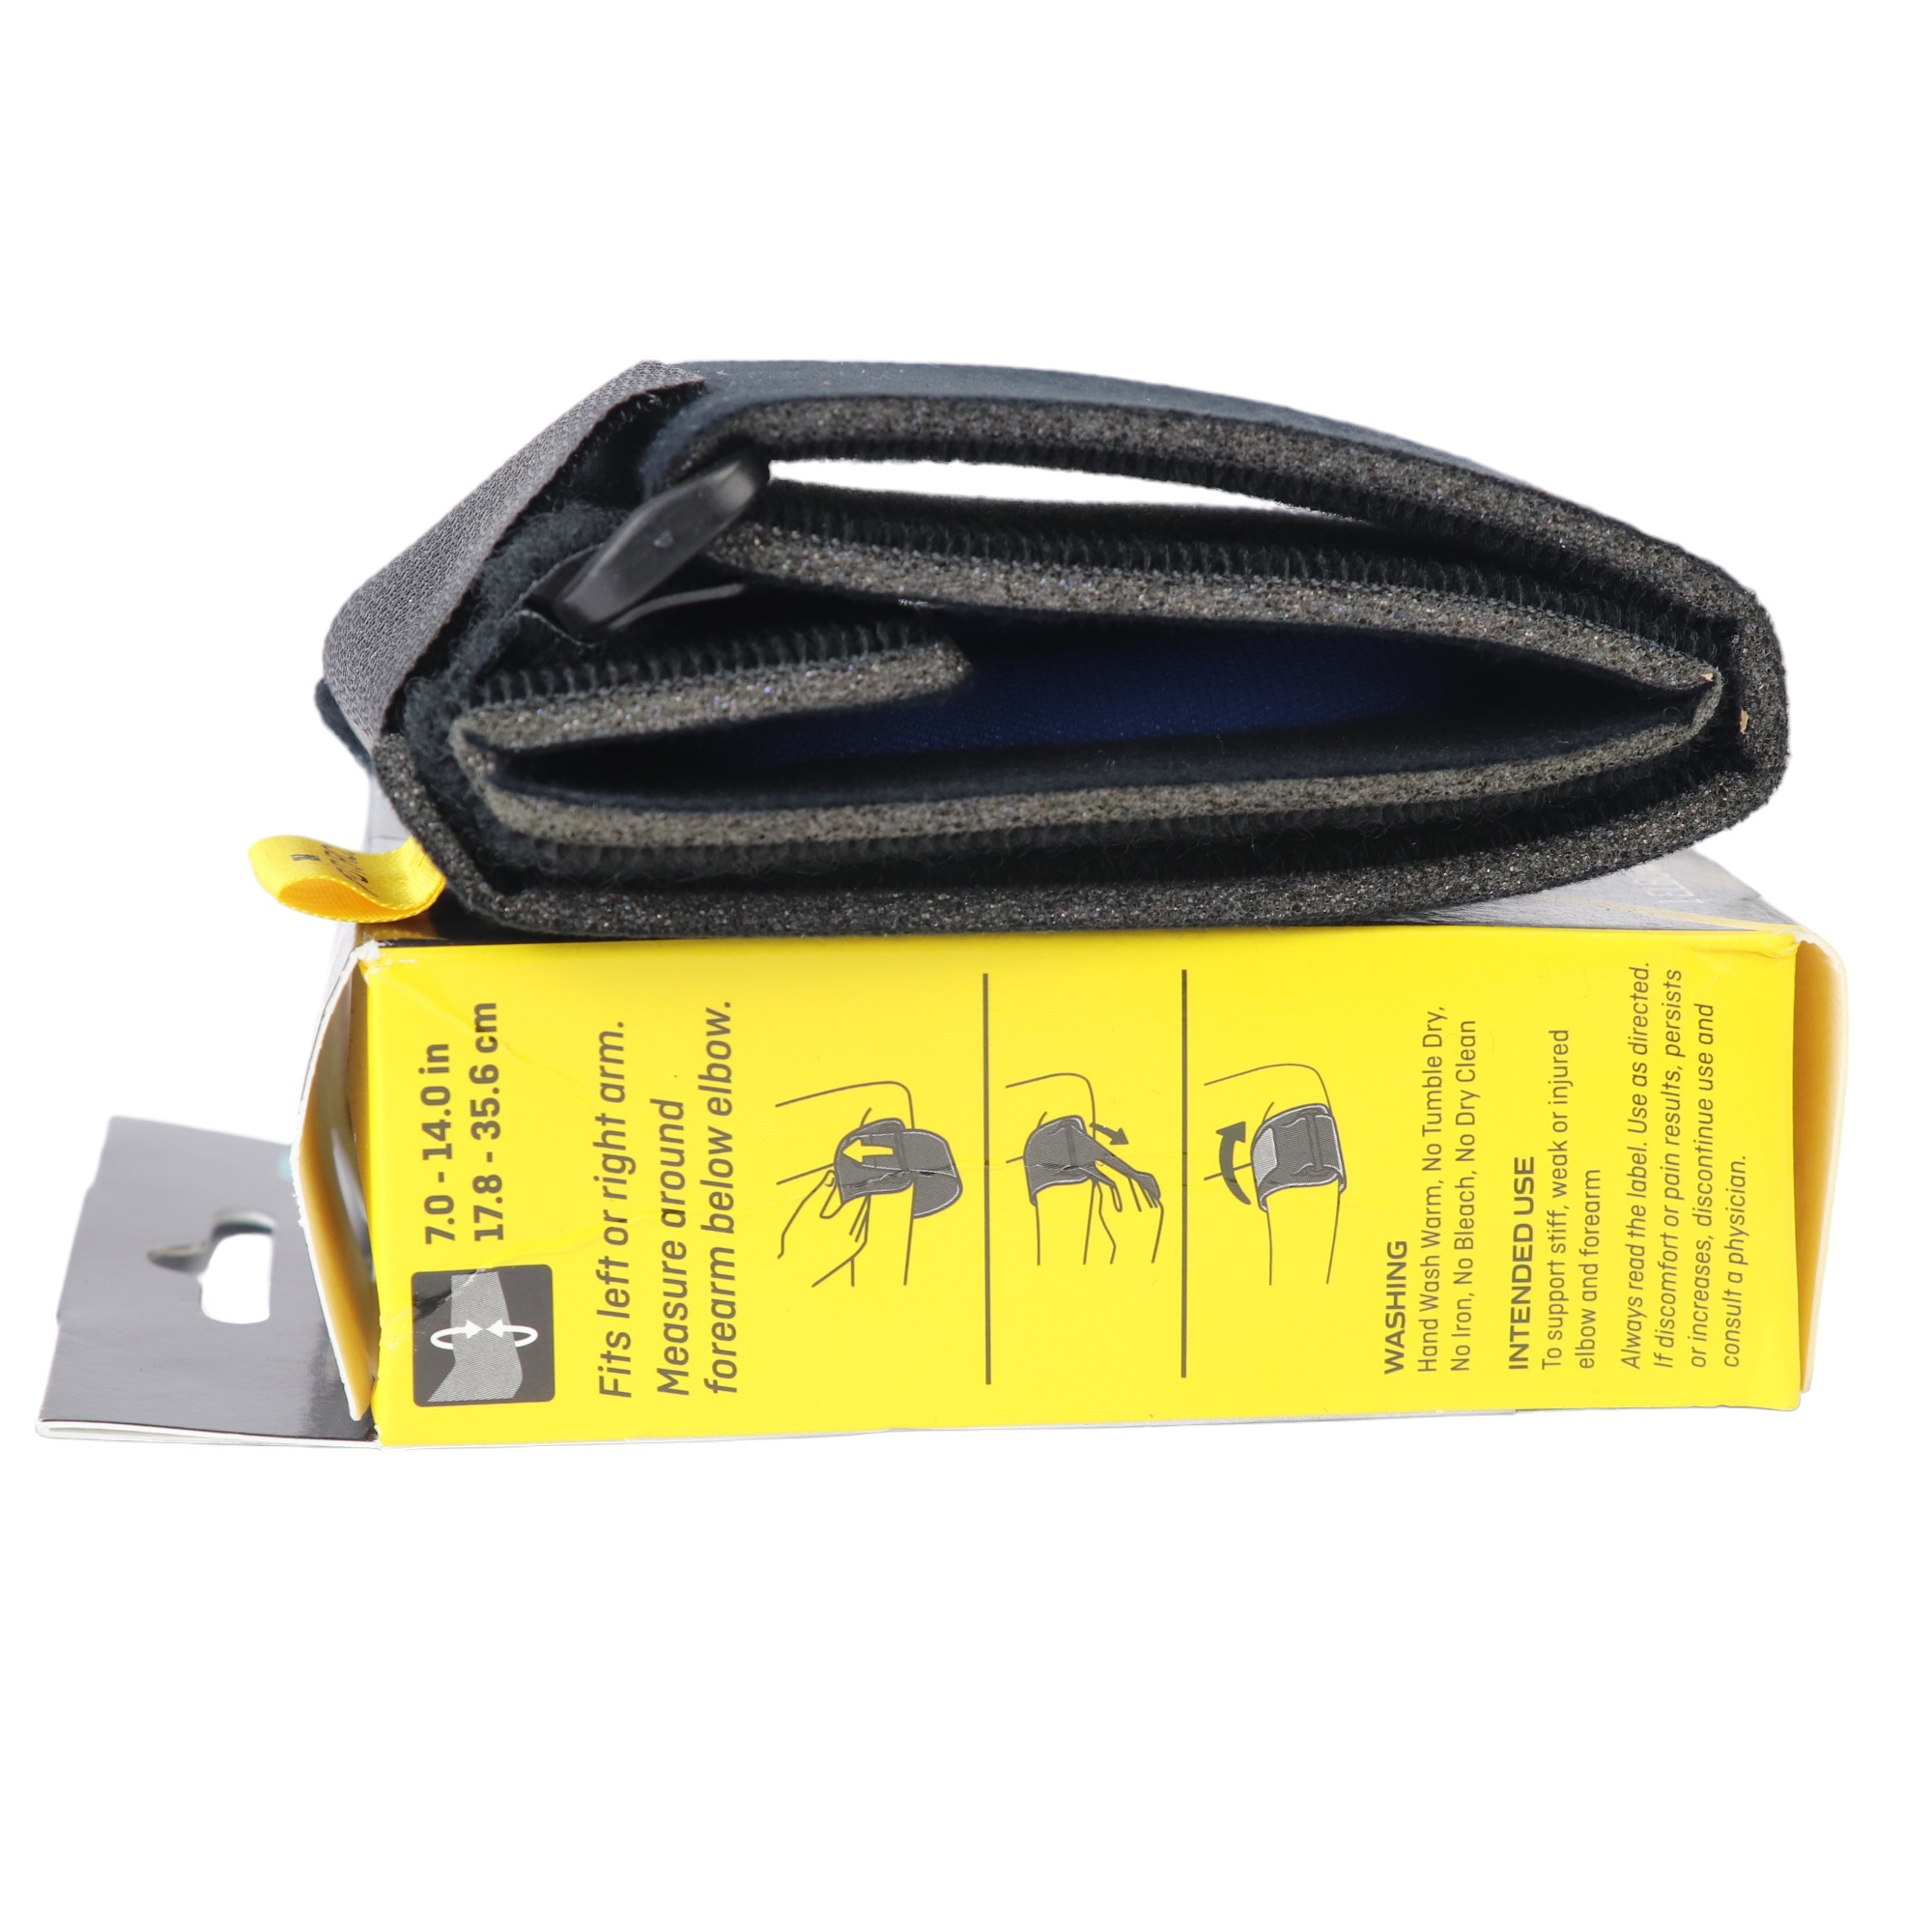 7.0 - 14.0 in
17.8 - 35.6 cm
Fits left or right arm.
Measure around
forearm below elbow.
WASHING
Hand Wash Warm, No Tumble Dry,
No Iron, No Bleach, No Dry Clean
INTENDED USE
To support stiff, weak or injured
elbow and forearm
Always read the label. Use as directed.
If discomfort or pain results, persists
or increases, discontinue use and
consult a physician.